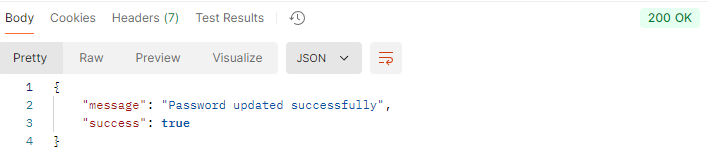 Body Cookies Headers (7) Test Results 200 OK
Pretty Raw Preview Visualize JSON
1 {
2 "message": "Password updated successfully",
3 "success": true
4 }